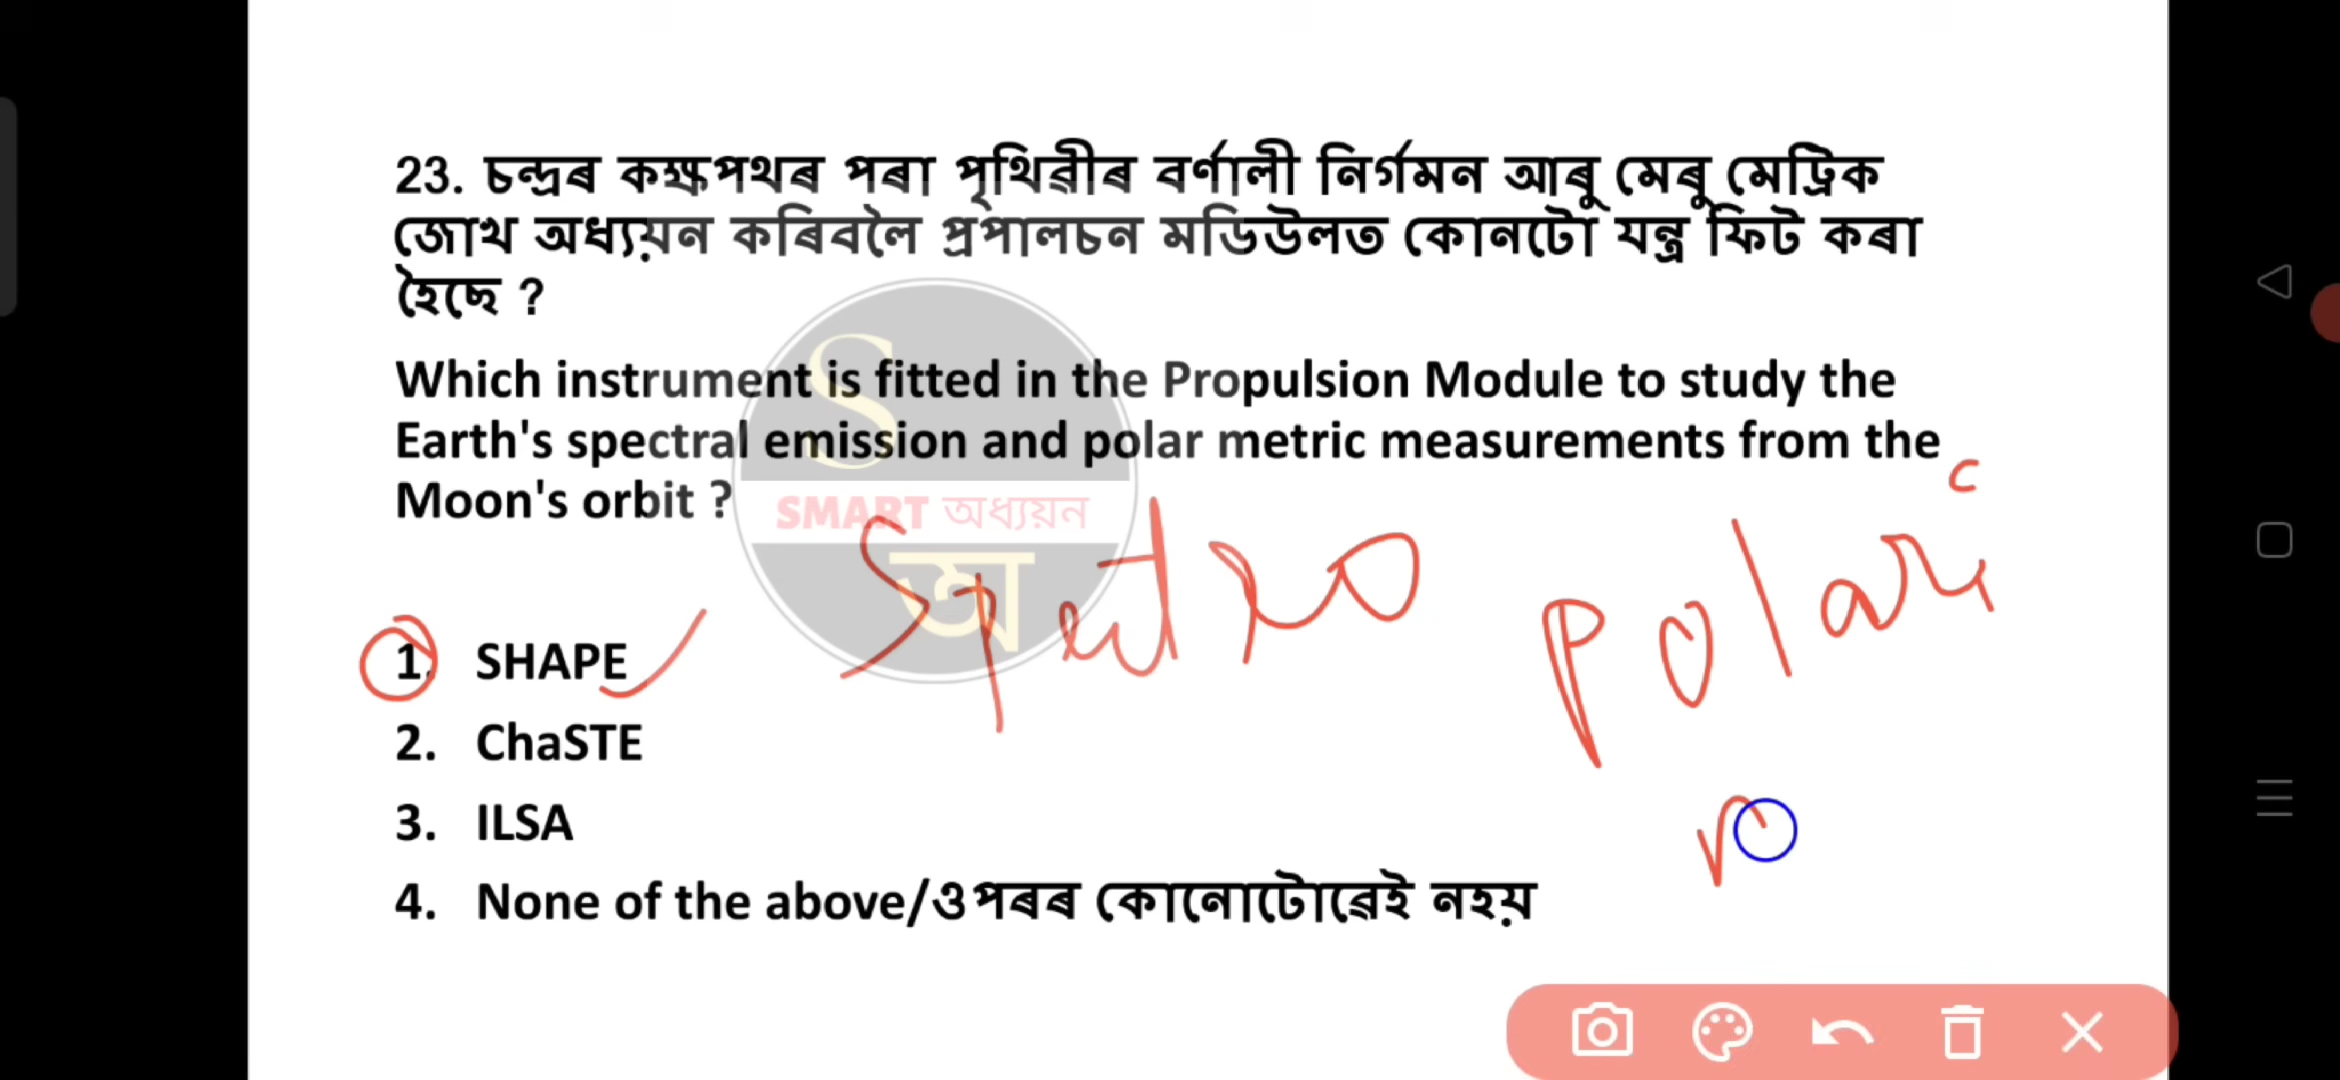 23. চন্দ্ৰৰ কক্ষপথৰ পৰা পৃথিৱীৰ বৰ্ণালী নিৰ্গমন আৰু মেৰু মেট্ৰিক
জোখ অধ্যয়ন কৰিবলৈ প্ৰপালচন মডিউলত কোনটো যন্ত্ৰ ফিট কৰা
হৈছে ?
Which instrument is fitted in the Propulsion Module to study the
Earth's spectral emission and polar metric measurements from the
Moon's orbit ?
S
SMART অধ্যয়ন
অ
Spectro Polari
1. SHAPE
2. ChaSTE
3. ILSA
4. None of the above/ওপৰৰ কোনোটোৱেই নহয়